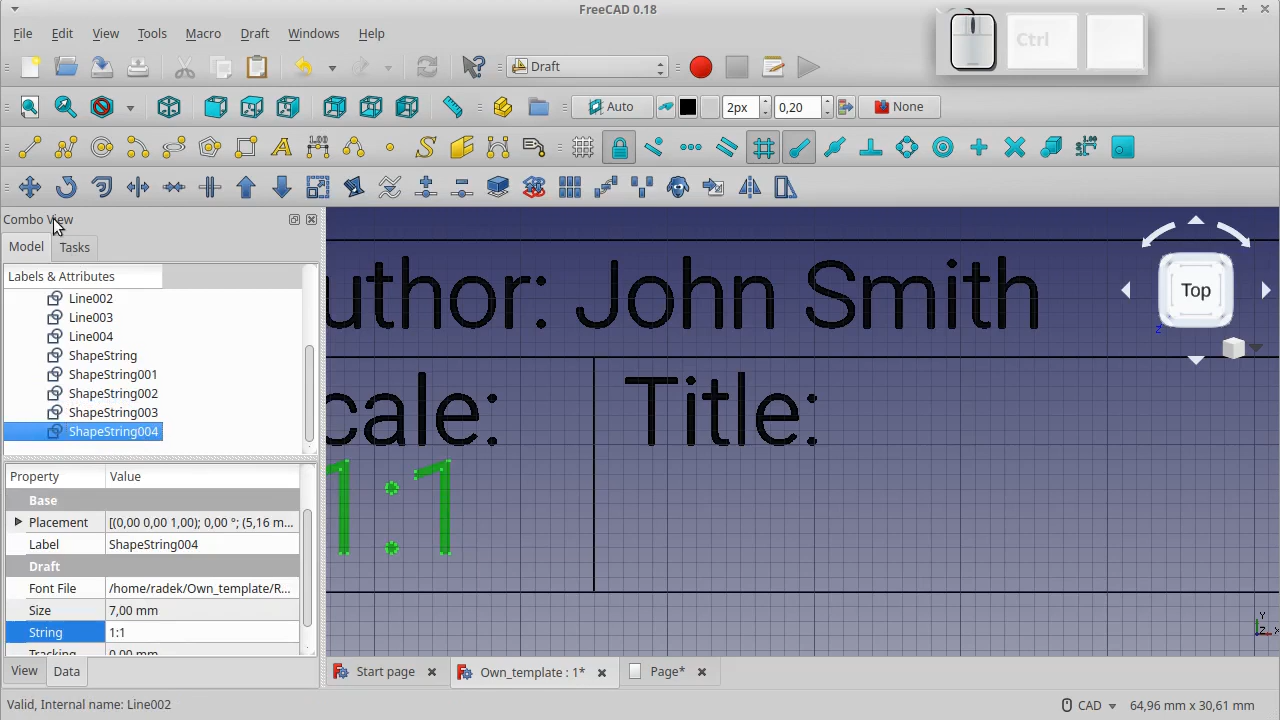 FreeCAD 0.18
File Edit View Tools Macro Draft Windows Help
Ctrl
Draft
Auto 2px 0,20 None
Combo View
Model Tasks
Labels & Attributes
Line002
Line003
Line004
ShapeString
ShapeString001
ShapeString002
ShapeString003
ShapeString004
Property Value
Base
Placement [(0,00 0,00 1,00); 0,00 °; (5,16 m...
Label ShapeString004
Draft
Font File /home/radek/Own_template/R...
Size 7,00 mm
String 1:1
Tracking 0,00 mm
View Data
uthor: John Smith
cale: Title:
1:1
Top
Z
Y
Z X
Start page Own_template : 1* Page*
Valid, Internal name: Line002
CAD 64,96 mm x 30,61 mm